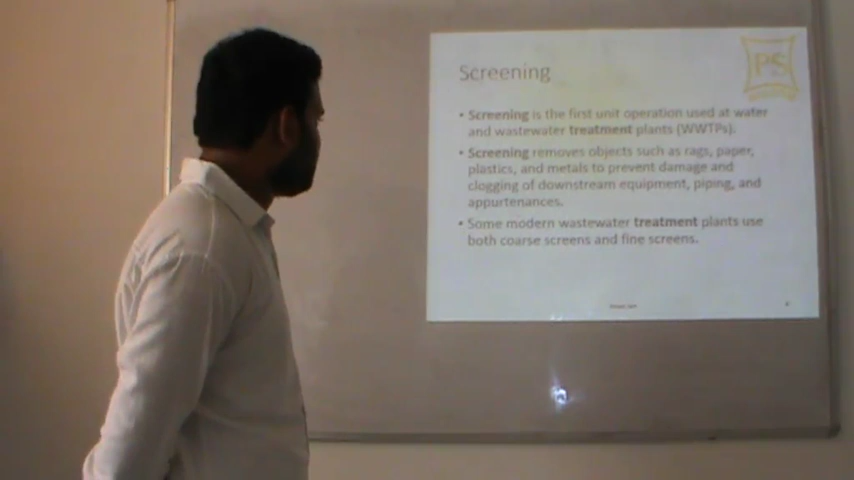 PS
Screening
• Screening is the first unit operation used at water
and wastewater treatment plants (WWTPs).
• Screening removes objects such as rags, paper,
plastics, and metals to prevent damage and
clogging of downstream equipment, piping, and
appurtenances.
• Some modern wastewater treatment plants use
both coarse screens and fine screens.